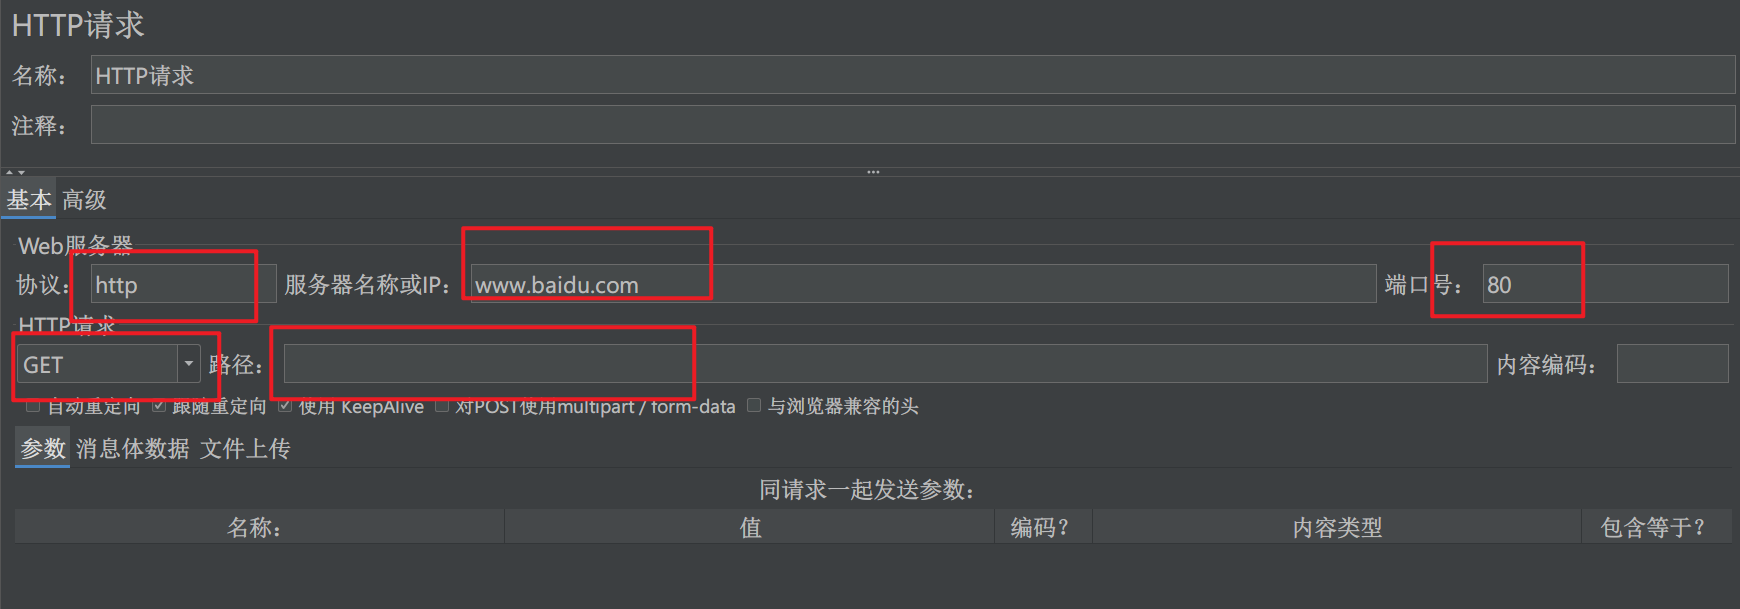 HTTP请求
名称： HTTP请求
注释：
基本 高级
Web服务器
协议： http 服务器名称或IP： www.baidu.com 端口号： 80
HTTP请求
GET 路径： 内容编码：
自动重定向 跟随重定向 使用 KeepAlive 对POST使用multipart / form-data 与浏览器兼容的头
参数 消息体数据 文件上传
同请求一起发送参数：
名称： 值 编码？ 内容类型 包含等于？